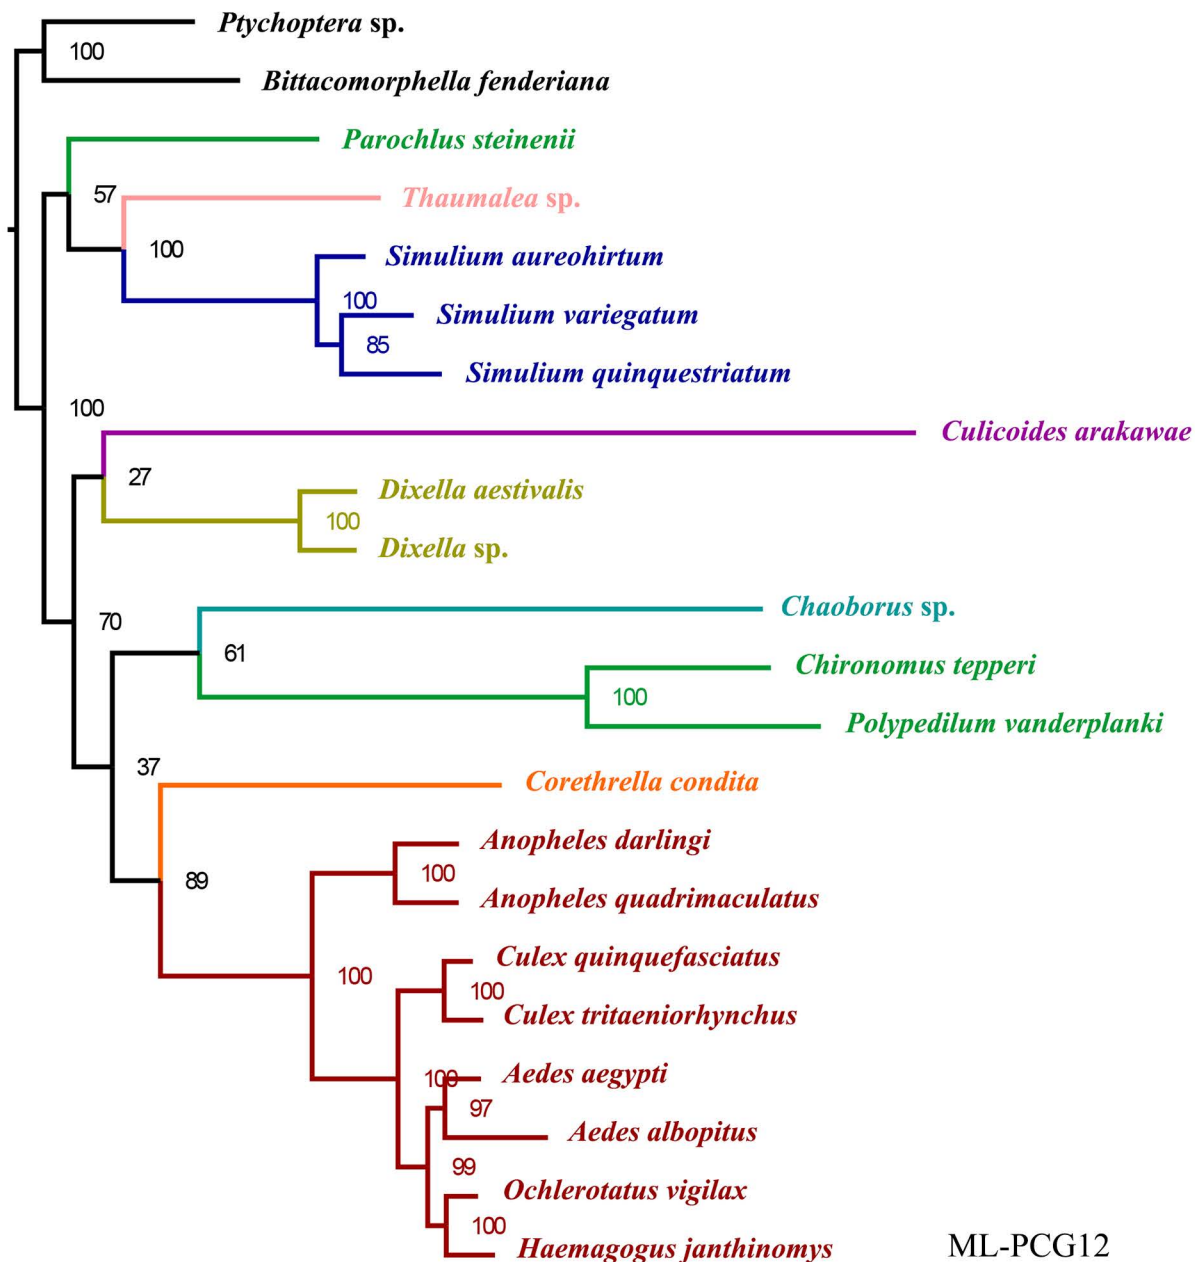 Ptychoptera sp.
100
Bittacomorphella fenderiana
Parochlus steinenii
57
Thaumalea sp.
100
Simulium aureohirtum
100
Simulium variegatum
85
Simulium quinquestriatum
100
Culicoides arakawae
27
Dixella aestivalis
100
Dixella sp.
Chaoborus sp.
70
61
Chironomus tepperi
100
Polypedilum vanderplanki
37
Corethrella condita
Anopheles darlingi
100
89
Anopheles quadrimaculatus
Culex quinquefasciatus
100
100
Culex tritaeniorhynchus
100
Aedes aegypti
97
Aedes albopitus
99
Ochlerotatus vigilax
100
Haemagogus janthinomys
ML-PCG12